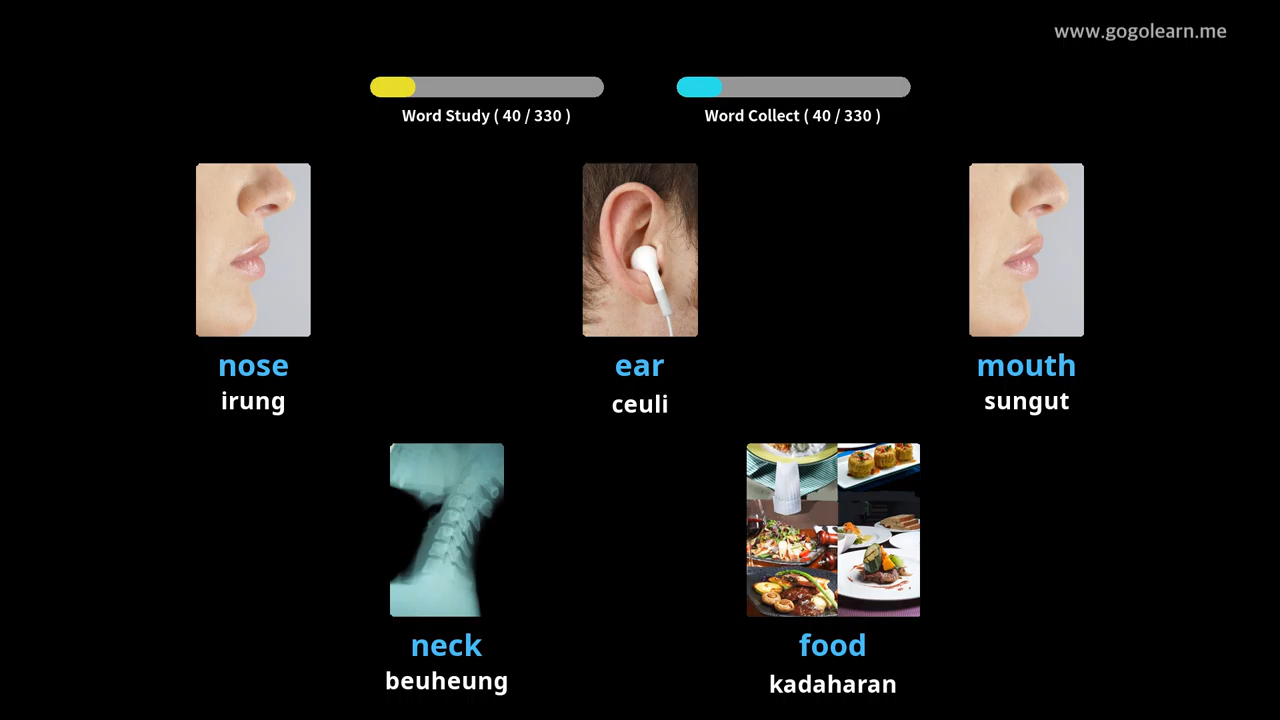 www.gogolearn.me
Word Study ( 40 / 330 )
Word Collect ( 40 / 330 )
nose
irung
ear
ceuli
mouth
sungut
neck
beuheung
food
kadaharan